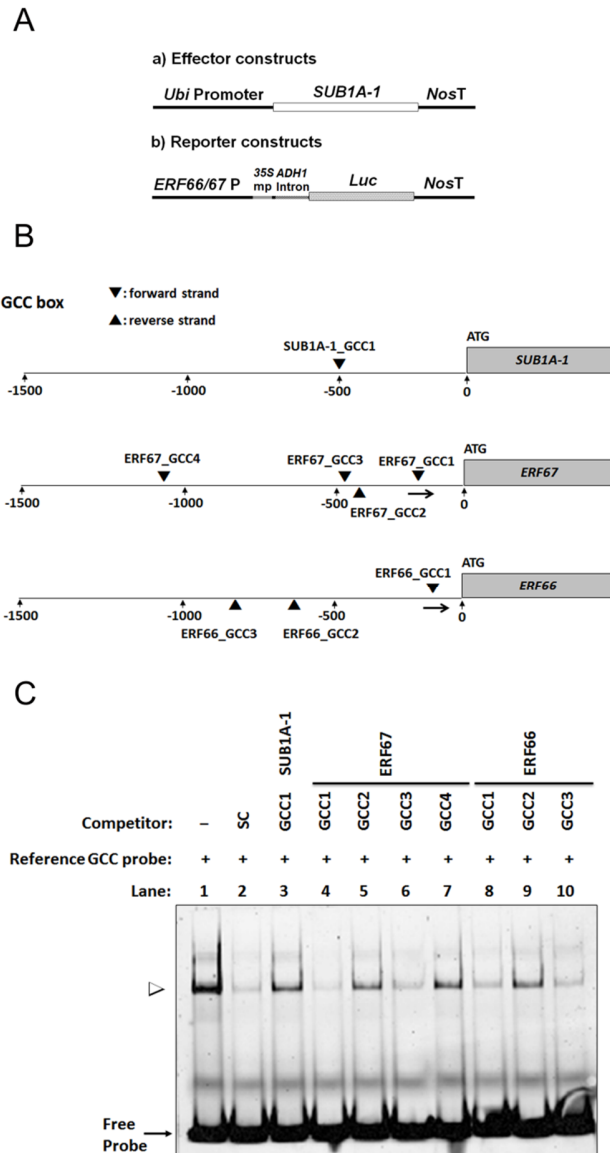 A
a) Effector constructs
Ubi Promoter SUB1A-1 NosT
b) Reporter constructs
ERF66/67 P 35S mp ADH1 Intron Luc NosT
B
GCC box
▼: forward strand
▲: reverse strand
SUB1A-1_GCC1 ATG
SUB1A-1
-1500 -1000 -500 0
ERF67_GCC4 ERF67_GCC3 ERF67_GCC1 ATG
ERF67
-1500 -1000 -500 0
ERF67_GCC2
ERF66_GCC1 ATG
ERF66
-1500 -1000 -500 0
ERF66_GCC3 ERF66_GCC2
C
SUB1A-1 ERF67 ERF66
Competitor: – SC GCC1 GCC1 GCC2 GCC3 GCC4 GCC1 GCC2 GCC3
Reference GCC probe: + + + + + + + + + +
Lane: 1 2 3 4 5 6 7 8 9 10
Free
Probe